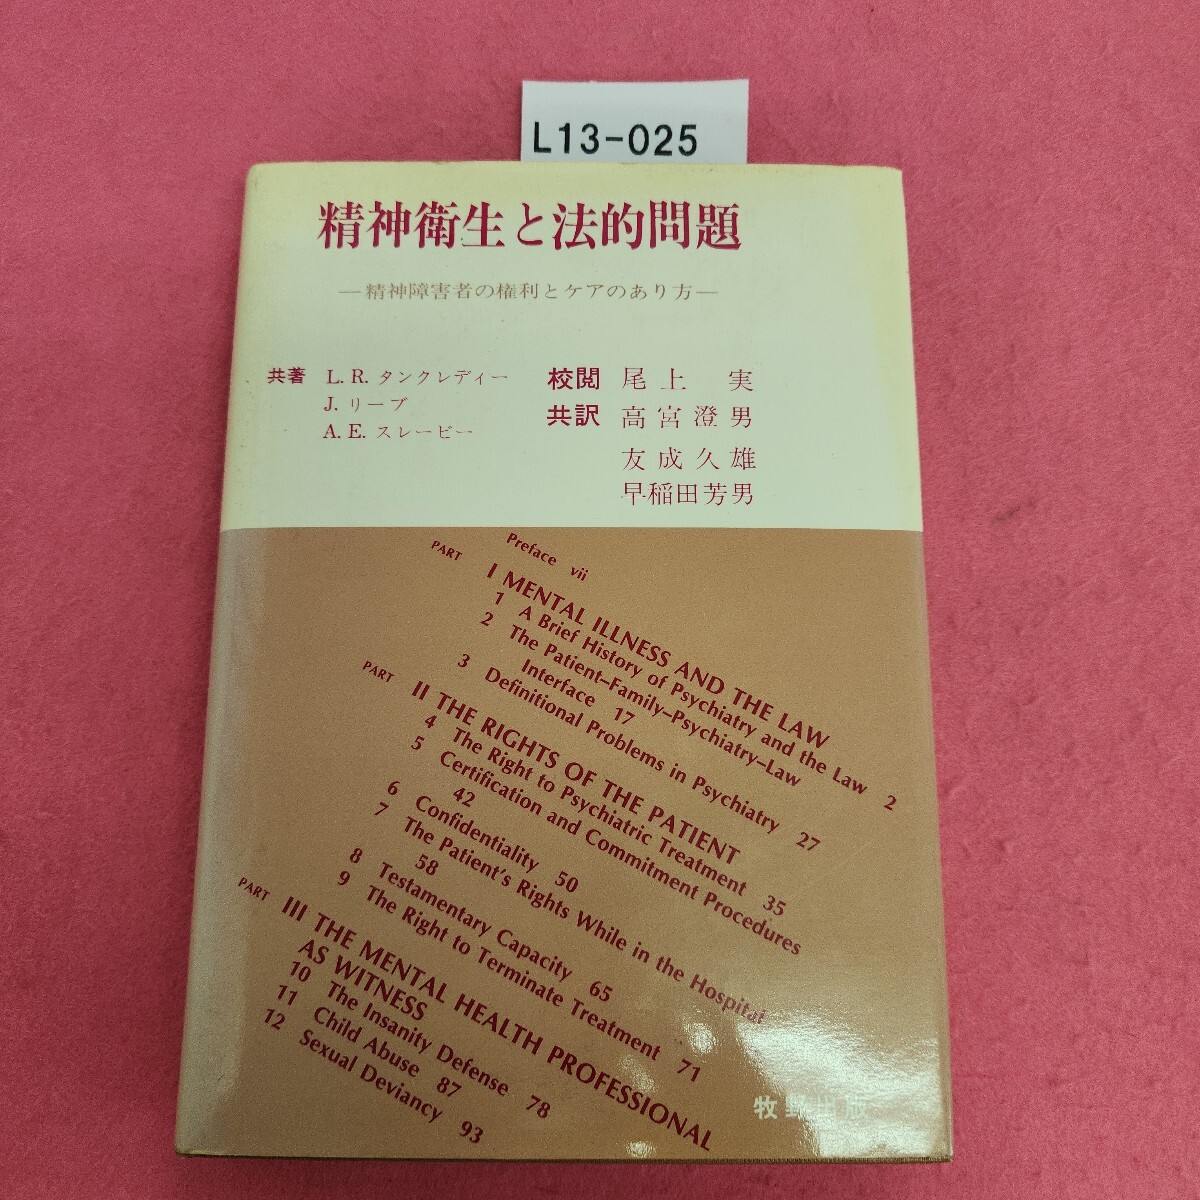 L13-025
精神衛生と法的問題
―精神障害者の権利とケアのあり方―
共著 L. R. タンクレディー
J. リーブ
A. E. スレービー
校閲 尾上 実
共訳 高宮澄男
友成久雄
早稲田芳男
Preface vii
PART I MENTAL ILLNESS AND THE LAW
1 A Brief History of Psychiatry and the Law 2
2 The Patient–Family–Psychiatry–Law
Interface 17
3 Definitional Problems in Psychiatry 27
PART II THE RIGHTS OF THE PATIENT
4 The Right to Psychiatric Treatment 35
5 Certification and Commitment Procedures
42
6 Confidentiality 50
7 The Patient's Rights While in the Hospital
58
8 Testamentary Capacity 65
9 The Right to Terminate Treatment 71
PART III THE MENTAL HEALTH PROFESSIONAL
AS WITNESS
10 The Insanity Defense 78
11 Child Abuse 87
12 Sexual Deviancy 93
牧野出版